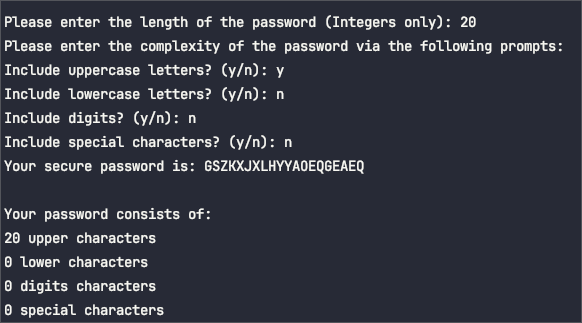 Please enter the length of the password (Integers only): 20
Please enter the complexity of the password via the following prompts:
Include uppercase letters? (y/n): y
Include lowercase letters? (y/n): n
Include digits? (y/n): n
Include special characters? (y/n): n
Your secure password is: GSZKXJXLHYYAOEQGEAEQ
Your password consists of:
20 upper characters
0 lower characters
0 digits characters
0 special characters